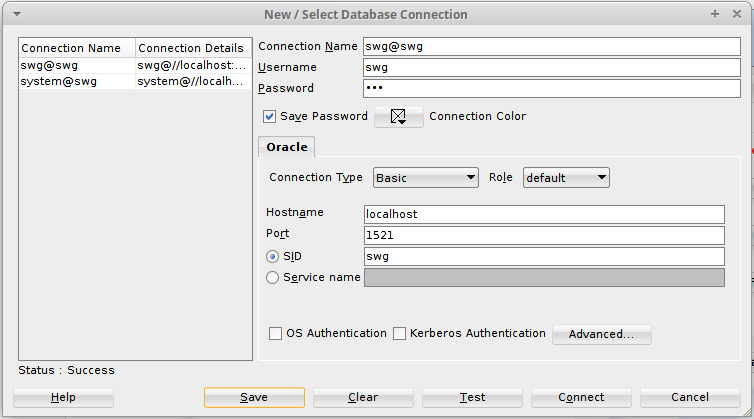 New / Select Database Connection
Connection Name Connection Details
swg@swg swg@//localhost:...
system@swg system@//localh...
Connection Name swg@swg
Username swg
Password •••
Save Password Connection Color
Oracle
Connection Type Basic Role default
Hostname localhost
Port 1521
SID swg
Service name
OS Authentication Kerberos Authentication Advanced...
Status : Success
Help Save Clear Test Connect Cancel